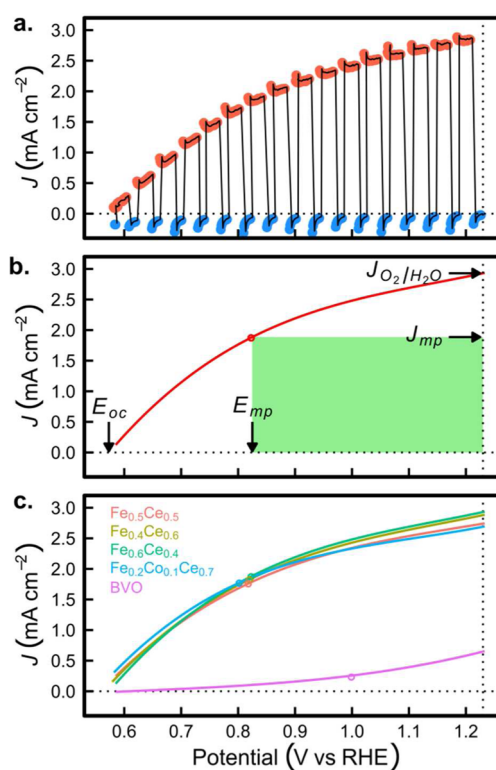 a.
J (mA cm⁻²)
3.0
2.5
2.0
1.5
1.0
0.5
0.0
b.
J (mA cm⁻²)
3.0
2.5
2.0
1.5
1.0
0.5
0.0
J O₂/H₂O
J mp
E oc
E mp
c.
J (mA cm⁻²)
3.0
2.5
2.0
1.5
1.0
0.5
0.0
Fe₀.₅Ce₀.₅
Fe₀.₄Ce₀.₆
Fe₀.₆Ce₀.₄
Fe₀.₂Co₀.₁Ce₀.₇
BVO
0.6 0.7 0.8 0.9 1.0 1.1 1.2
Potential (V vs RHE)